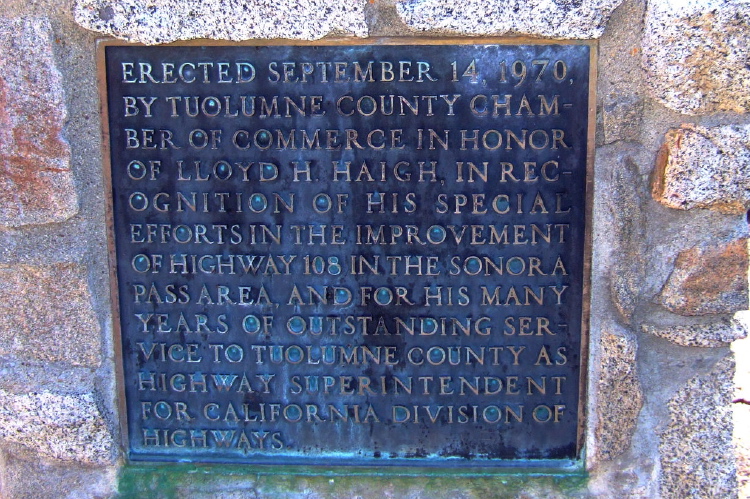 ERECTED SEPTEMBER 14, 1970,
BY TUOLUMNE COUNTY CHAM-
BER OF COMMERCE IN HONOR
OF LLOYD H. HAIGH, IN REC-
OGNITION OF HIS SPECIAL
EFFORTS IN THE IMPROVEMENT
OF HIGHWAY 108 IN THE SONORA
PASS AREA, AND FOR HIS MANY
YEARS OF OUTSTANDING SER-
VICE TO TUOLUMNE COUNTY AS
HIGHWAY SUPERINTENDENT
FOR CALIFORNIA DIVISION OF
HIGHWAYS.